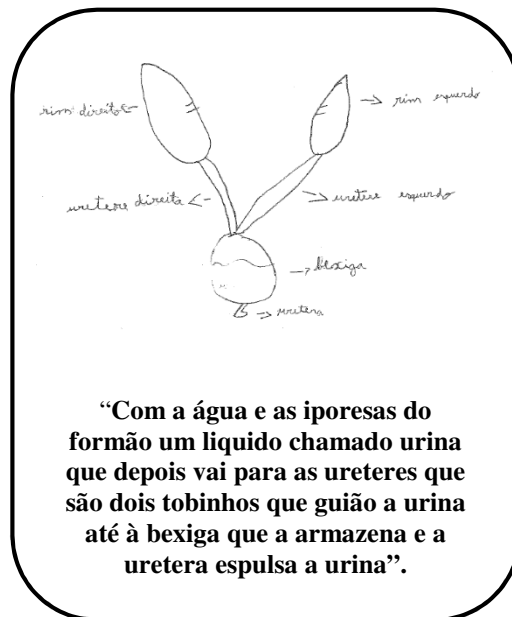 rim direito
rim esquerdo
uretere direita
uretere esquerdo
bexiga
uretera
“Com a água e as iporesas do
formão um liquido chamado urina
que depois vai para as ureteres que
são dois tobinhos que guião a urina
até à bexiga que a armazena e a
uretera espulsa a urina”.